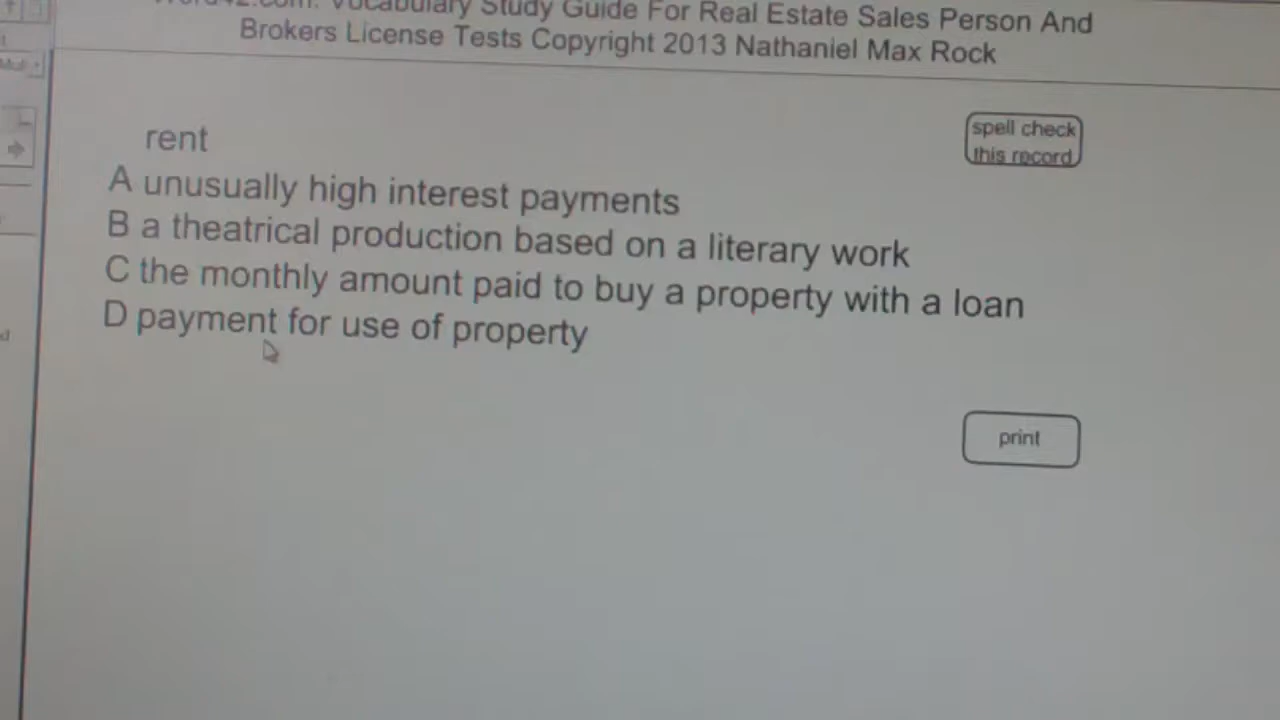 Vocabulary Study Guide For Real Estate Sales Person And
Brokers License Tests Copyright 2013 Nathaniel Max Rock
rent
spell check
this record
A unusually high interest payments
B a theatrical production based on a literary work
C the monthly amount paid to buy a property with a loan
D payment for use of property
print